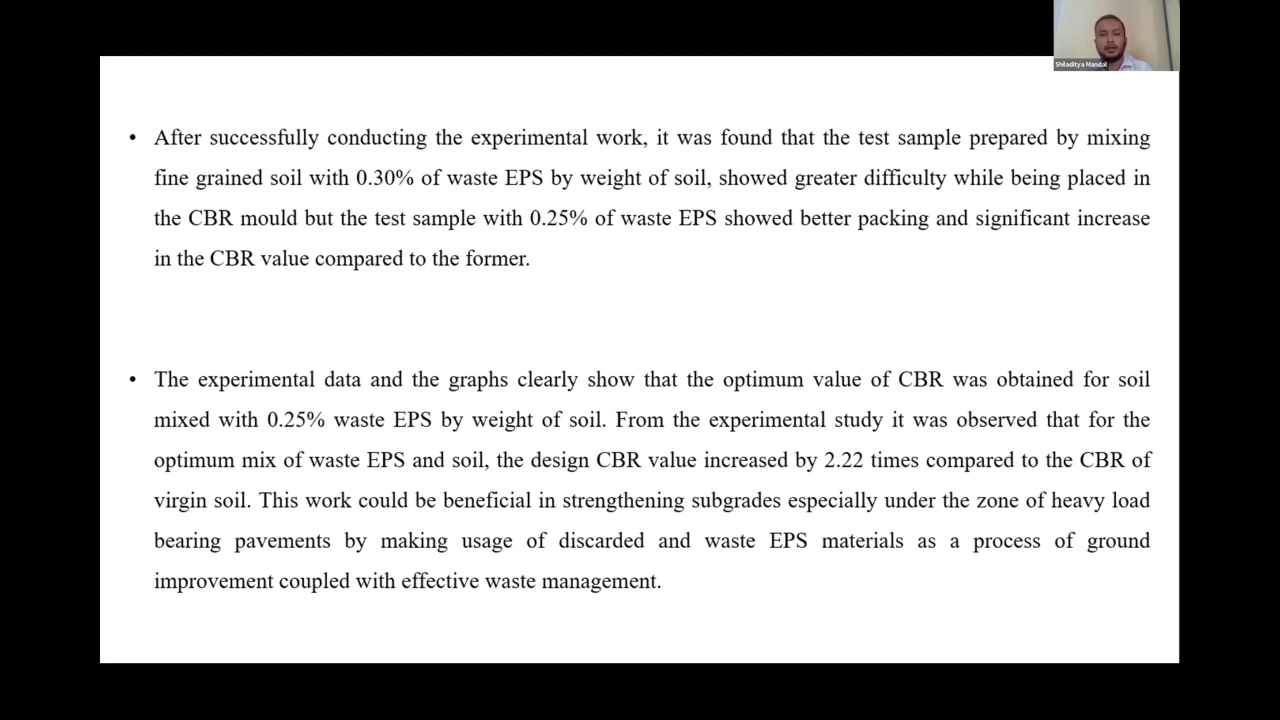 Shiladitya Mandal
• After successfully conducting the experimental work, it was found that the test sample prepared by mixing
fine grained soil with 0.30% of waste EPS by weight of soil, showed greater difficulty while being placed in
the CBR mould but the test sample with 0.25% of waste EPS showed better packing and significant increase
in the CBR value compared to the former.
• The experimental data and the graphs clearly show that the optimum value of CBR was obtained for soil
mixed with 0.25% waste EPS by weight of soil. From the experimental study it was observed that for the
optimum mix of waste EPS and soil, the design CBR value increased by 2.22 times compared to the CBR of
virgin soil. This work could be beneficial in strengthening subgrades especially under the zone of heavy load
bearing pavements by making usage of discarded and waste EPS materials as a process of ground
improvement coupled with effective waste management.